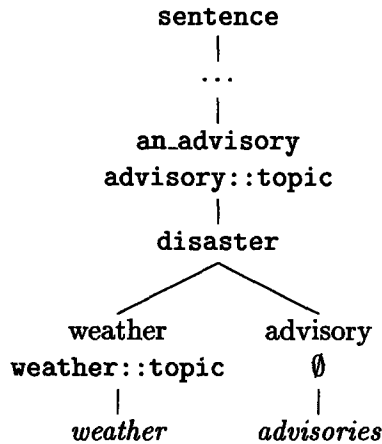 sentence
...
an_advisory
advisory::topic
disaster
weather advisory
weather::topic ∅
weather advisories